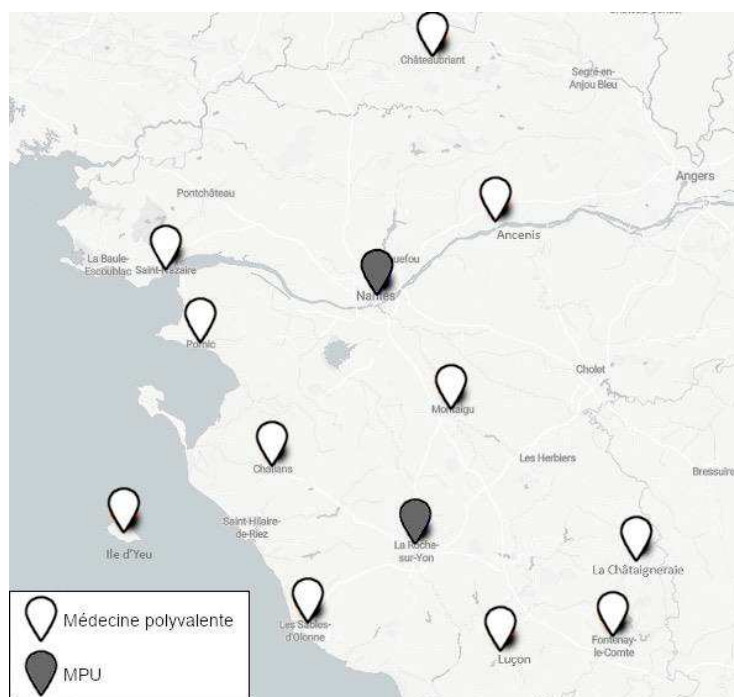 Châteaubriant
Segré-en-
Anjou Bleu
Angers
Pontchâteau
Ancenis
La Baule-
Escoublac
Saint-Nazaire
Nantes
Pornic
Cholet
Montaigu
Les Herbiers
Challans
Bressuire
Saint-Hilaire-
de-Riez
Ile d'Yeu
La Roche-
sur-Yon
La Châtaigneraie
Les Sables-
d'Olonne
Fontenay-
le-Comte
Luçon
Médecine polyvalente
MPU